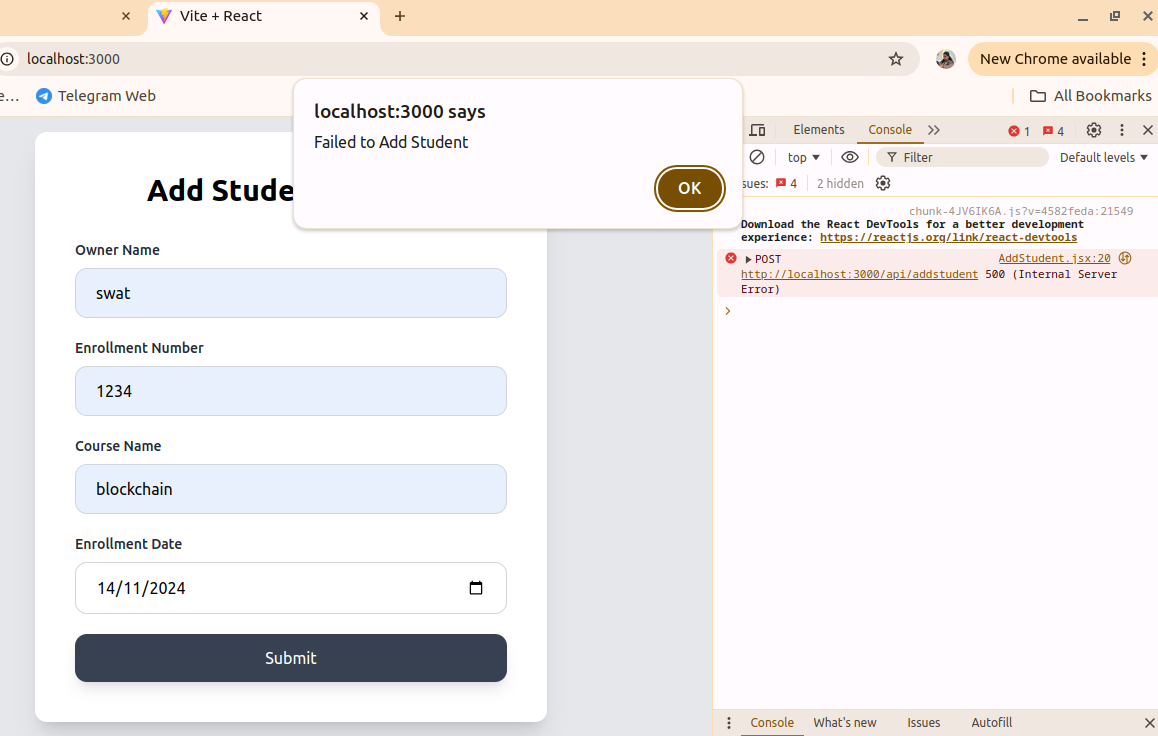 Vite + React
localhost:3000
New Chrome available
e...
Telegram Web
All Bookmarks
localhost:3000 says
Failed to Add Student
OK
Add Stude
Owner Name
swat
Enrollment Number
1234
Course Name
blockchain
Enrollment Date
14/11/2024
Submit
Elements
Console
1
4
top
Filter
Default levels
sues:
4
2 hidden
chunk-4JV6IK6A.js?v=4582feda:21549
Download the React DevTools for a better development
experience: https://reactjs.org/link/react-devtools
POST
AddStudent.jsx:20
http://localhost:3000/api/addstudent 500 (Internal Server
Error)
Console
What's new
Issues
Autofill